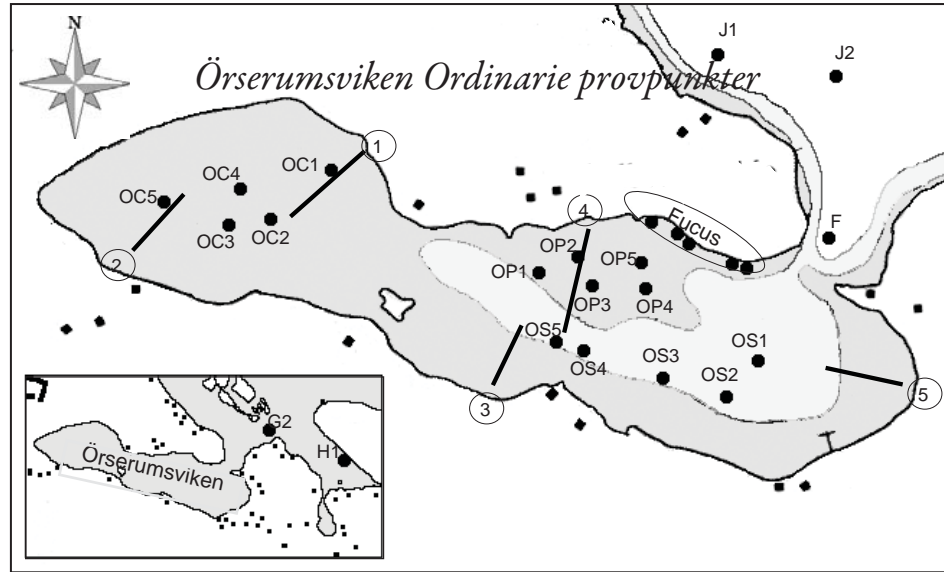 N
J1
J2
Örserumsviken Ordinarie provpunkter
1
OC1
OC4
OC5
OC2
OC3
2
4
Fucus
F
OP2
OP1
OP5
OP3
OP4
OS5
OS4
OS3
OS1
OS2
3
5
G2
H1
Örserumsviken